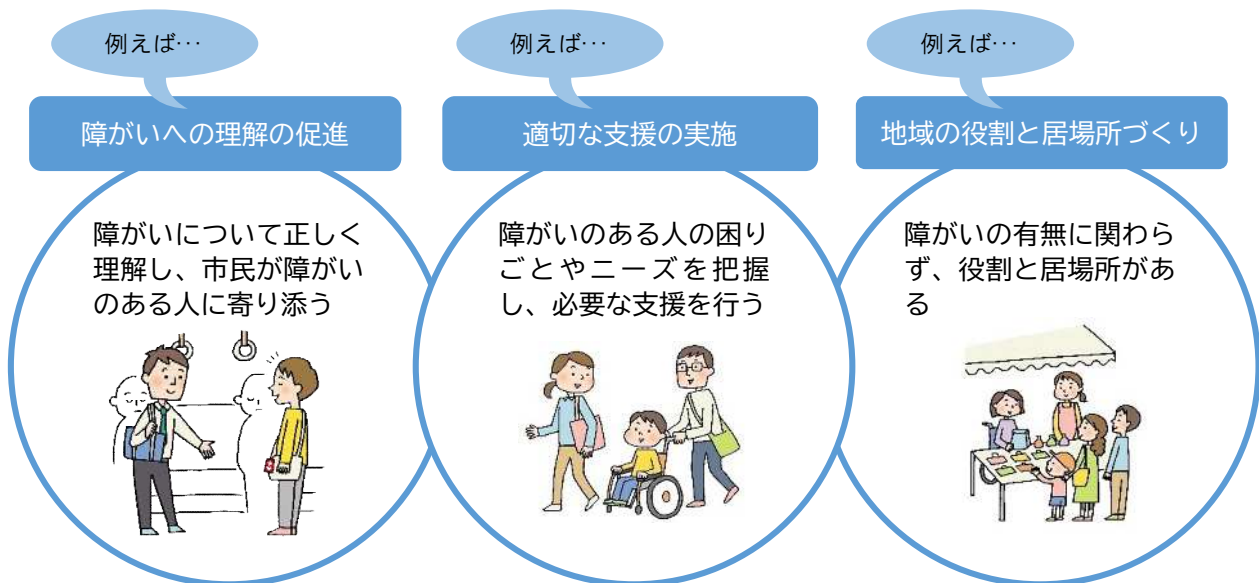 例えば…
障がいへの理解の促進
障がいについて正しく
理解し、市民が障がい
のある人に寄り添う
例えば…
適切な支援の実施
障がいのある人の困り
ごとやニーズを把握
し、必要な支援を行う
例えば…
地域の役割と居場所づくり
障がいの有無に関わら
ず、役割と居場所があ
る